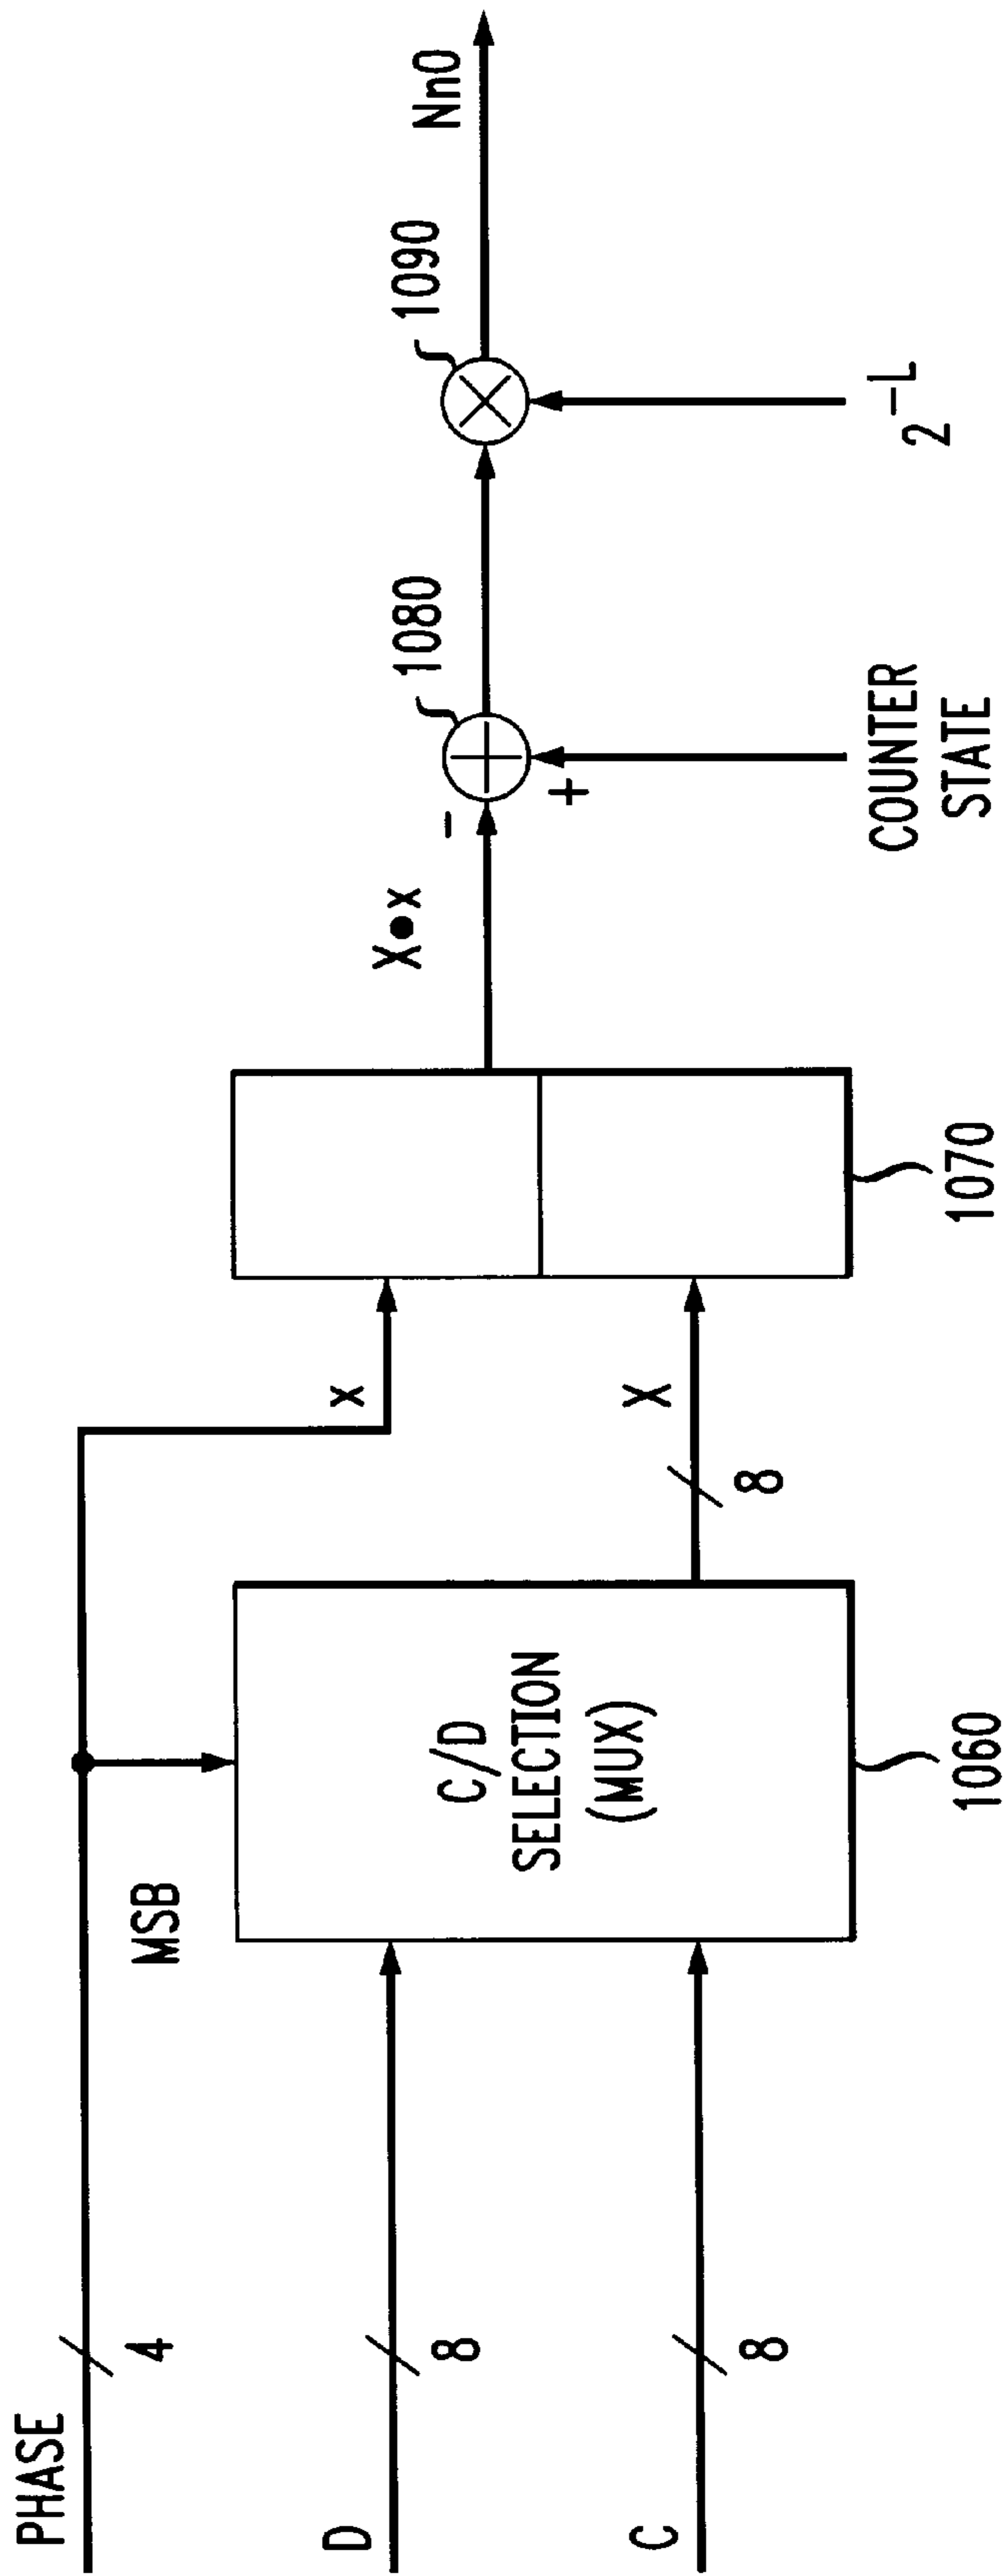 PHASE
4
MSB
D
8
C
8
C/D
SELECTION
(MUX)
1060
x
X
8
1070
X•x
-
+
1080
COUNTER
STATE
1090
2^-L
Nn0